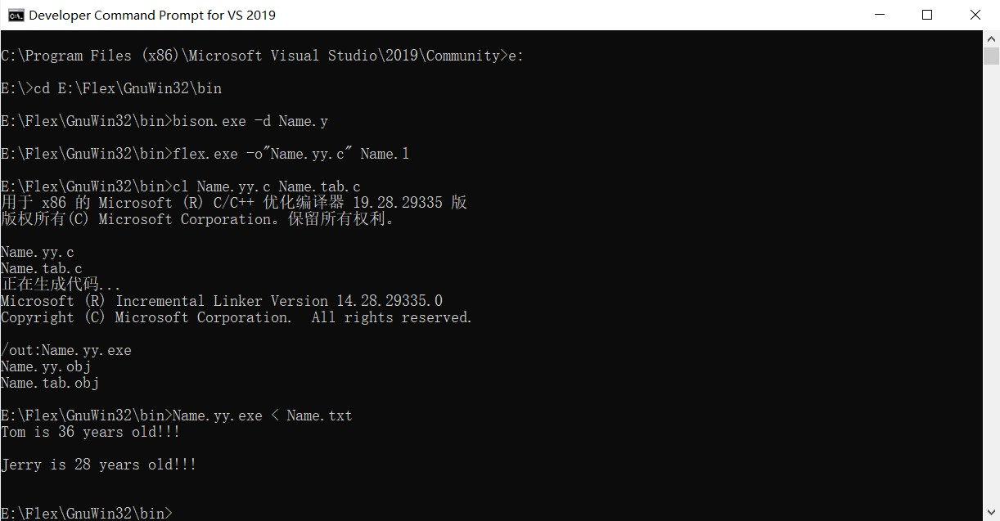 Developer Command Prompt for VS 2019
C:\Program Files (x86)\Microsoft Visual Studio\2019\Community>e:
E:\>cd E:\Flex\GnuWin32\bin
E:\Flex\GnuWin32\bin>bison.exe -d Name.y
E:\Flex\GnuWin32\bin>flex.exe -o"Name.yy.c" Name.l
E:\Flex\GnuWin32\bin>cl Name.yy.c Name.tab.c
用于 x86 的 Microsoft (R) C/C++ 优化编译器 19.28.29335 版
版权所有(C) Microsoft Corporation。保留所有权利。
Name.yy.c
Name.tab.c
正在生成代码...
Microsoft (R) Incremental Linker Version 14.28.29335.0
Copyright (C) Microsoft Corporation.  All rights reserved.
/out:Name.yy.exe
Name.yy.obj
Name.tab.obj
E:\Flex\GnuWin32\bin>Name.yy.exe < Name.txt
Tom is 36 years old!!!
Jerry is 28 years old!!!
E:\Flex\GnuWin32\bin>